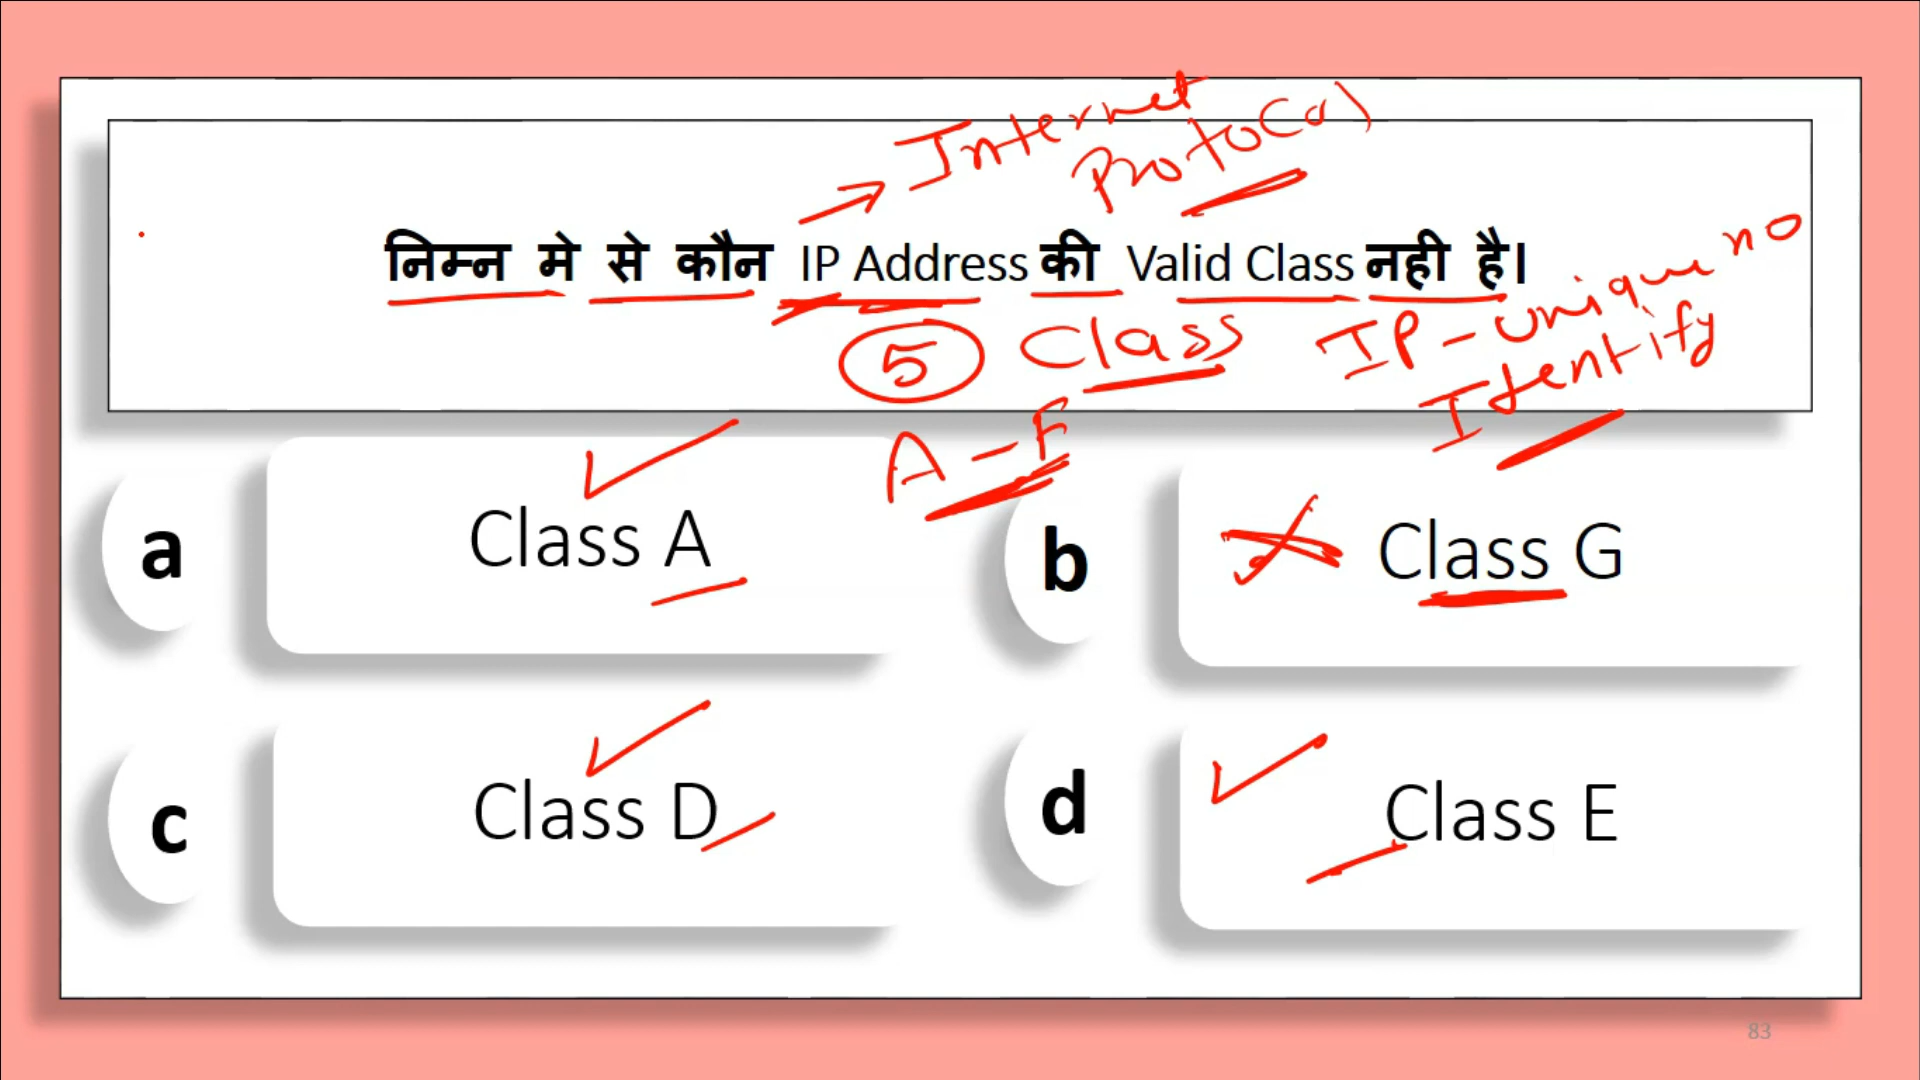 Internet
Protocol
निम्न मे से कौन IP Address की Valid Class नही है।
5 Class
IP - unique no
Identify
A - F
a Class A
b Class G
c Class D
d Class E
83